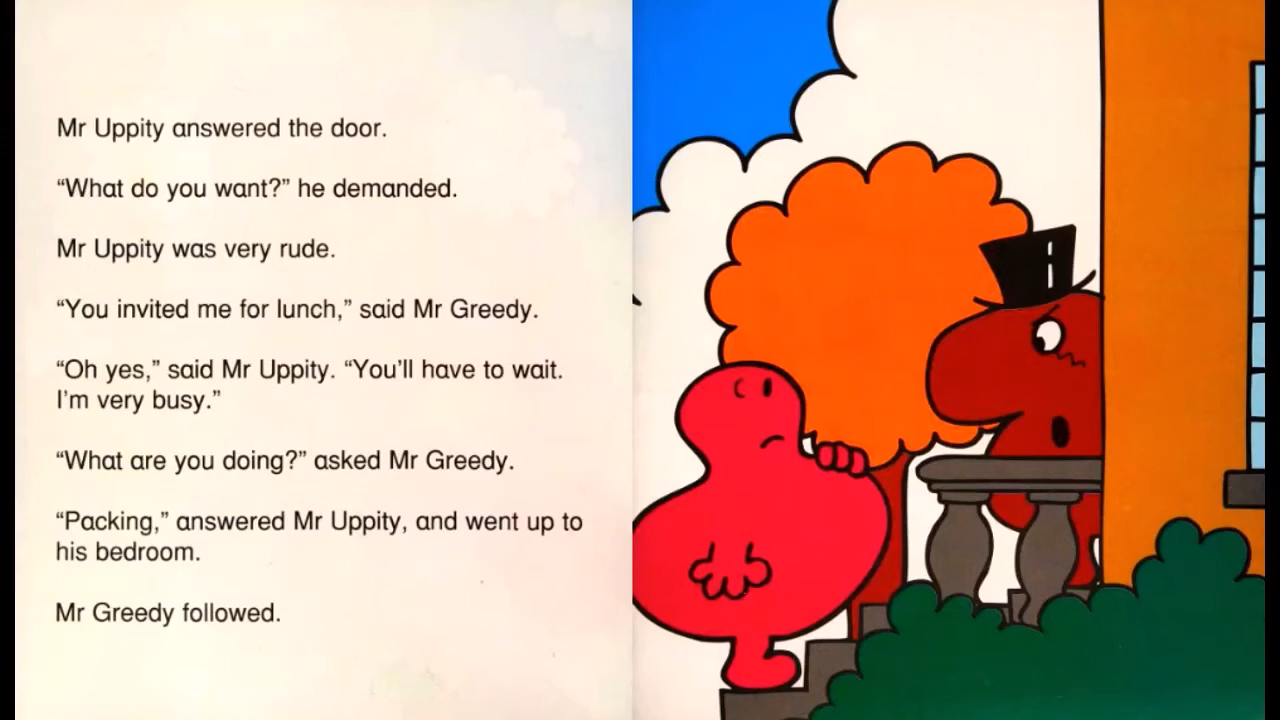 Mr Uppity answered the door.
“What do you want?” he demanded.
Mr Uppity was very rude.
“You invited me for lunch,” said Mr Greedy.
“Oh yes,” said Mr Uppity. “You’ll have to wait.
I’m very busy.”
“What are you doing?” asked Mr Greedy.
“Packing,” answered Mr Uppity, and went up to
his bedroom.
Mr Greedy followed.